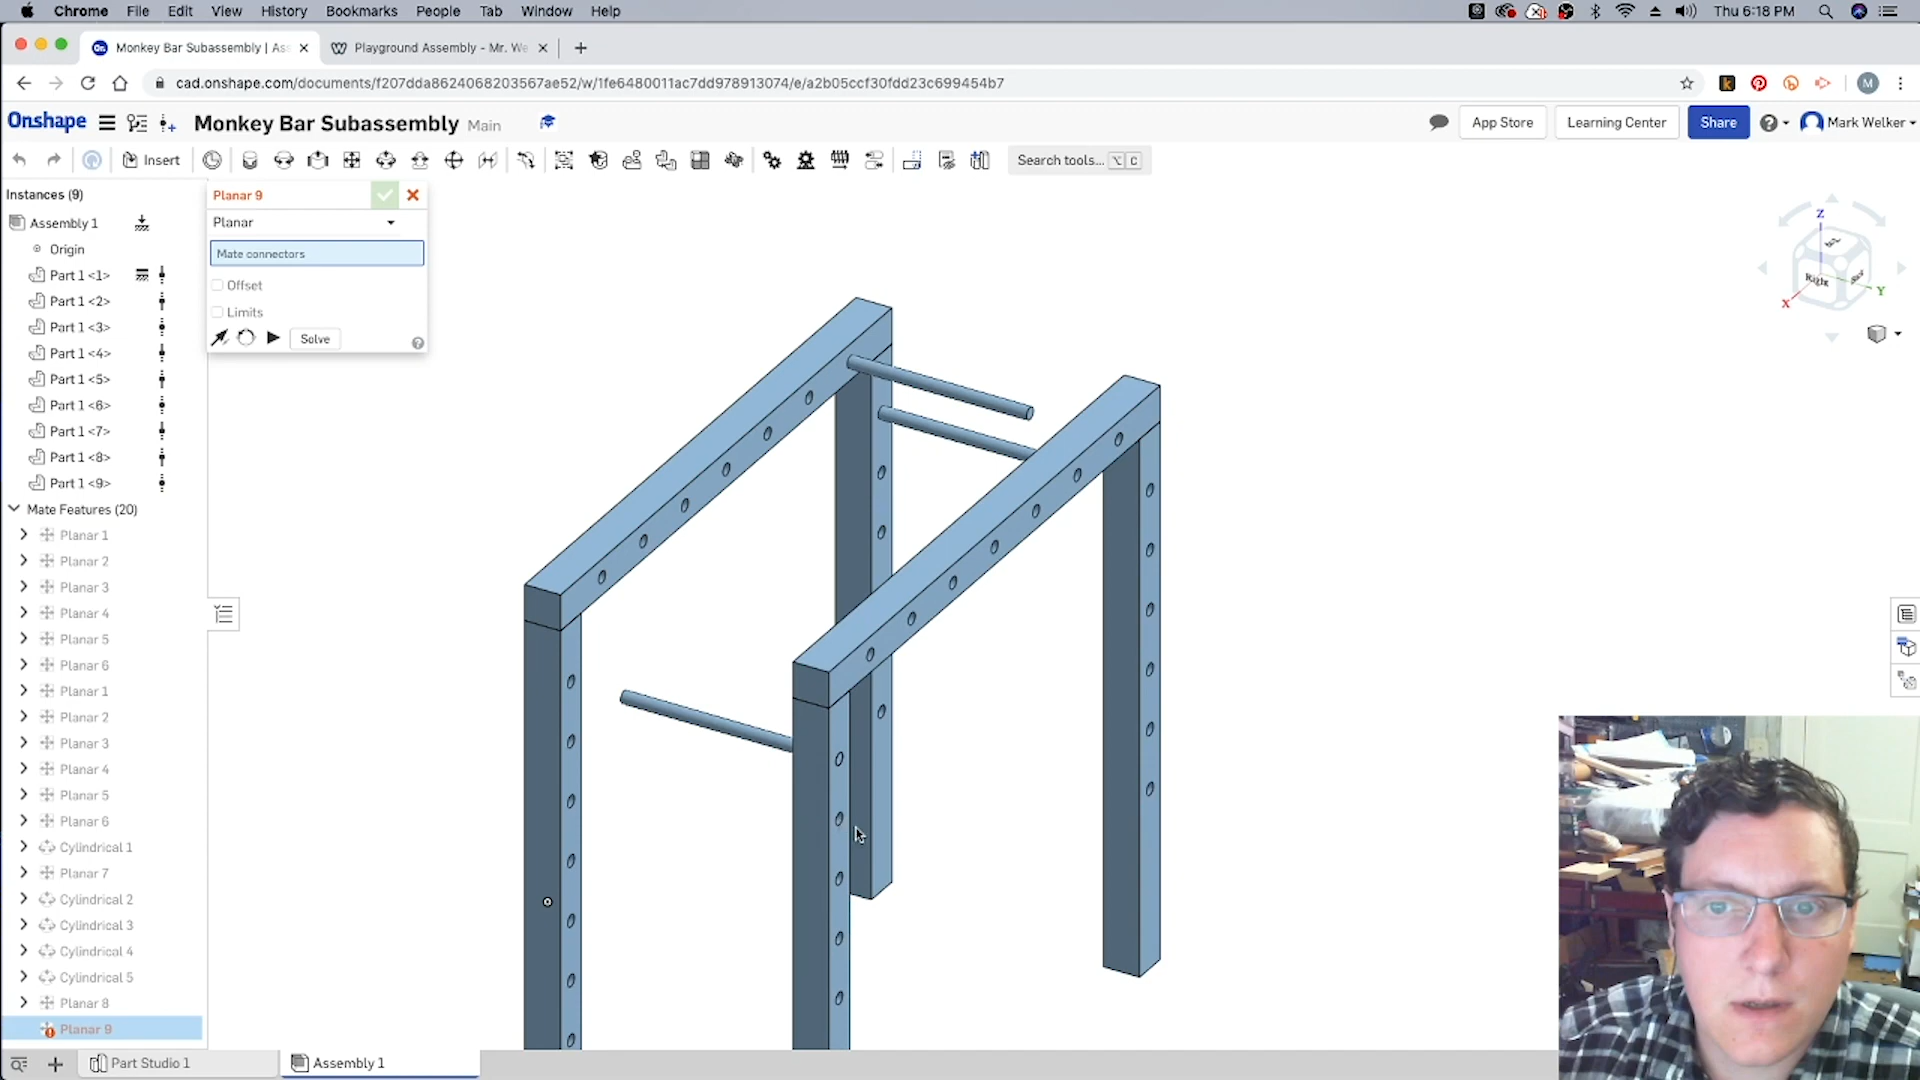 Chrome File Edit View History Bookmarks People Tab Window Help
Thu 6:18 PM
Monkey Bar Subassembly | Ass
Playground Assembly - Mr. We
cad.onshape.com/documents/f207dda8624068203567ae52/w/1fe6480011ac7dd978913074/e/a2b05ccf30fdd23c699454b7
M
Onshape
Monkey Bar Subassembly Main
App Store
Learning Center
Share
Mark Welker
Insert
Search tools... ⌥ C
Instances (9)
Assembly 1
Origin
Part 1 <1>
Part 1 <2>
Part 1 <3>
Part 1 <4>
Part 1 <5>
Part 1 <6>
Part 1 <7>
Part 1 <8>
Part 1 <9>
Mate Features (20)
Planar 1
Planar 2
Planar 3
Planar 4
Planar 5
Planar 6
Planar 1
Planar 2
Planar 3
Planar 4
Planar 5
Planar 6
Cylindrical 1
Planar 7
Cylindrical 2
Cylindrical 3
Cylindrical 4
Cylindrical 5
Planar 8
Planar 9
Planar 9
Planar
Mate connectors
Offset
Limits
Solve
Z
Right
X
Y
Part Studio 1
Assembly 1